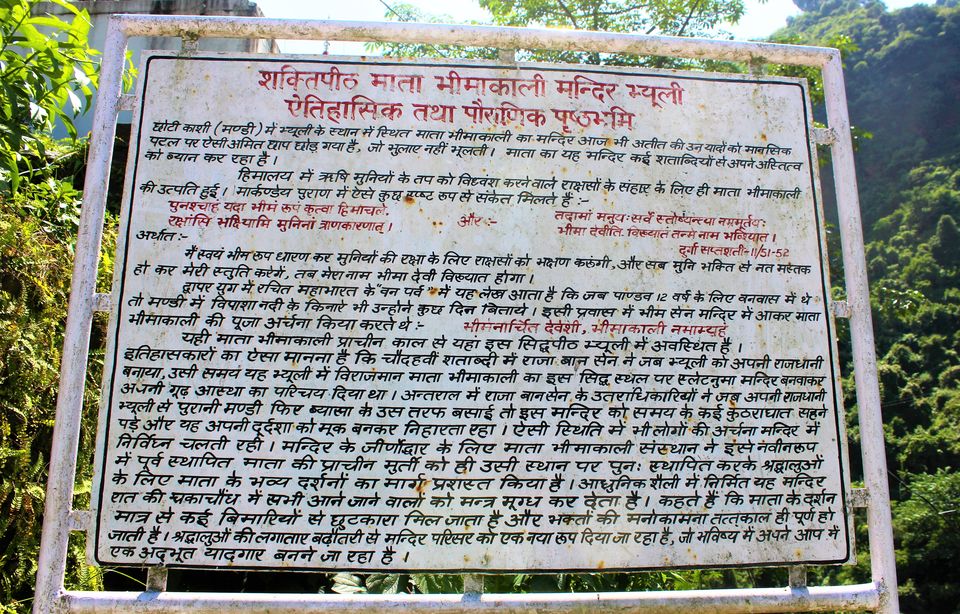 शक्तिपीठ माता भीमाकाली मन्दिर भ्यूली
ऐतिहासिक तथा पौराणिक पृष्ठभूमि
छोटी काशी (मण्डी) में भ्यूली के स्थान में स्थित माता भीमाकाली का मन्दिर आज भी अतीत की उन यादों को मानसिक
पटल पर ऐसी अमित छाप छोड़ गया है, जो भुलाए नहीं भूलती । माता का यह मन्दिर कई शताब्दियों से अपने अस्तित्व
को ब्यान कर रहा है ।
हिमालय में ऋषि मुनियों के तप को विध्वंश करने वाले राक्षसों के संहार के लिए ही माता भीमाकाली
की उत्पति हुई । मार्कण्डेय पुराण में ऐसे कुछ स्पष्ट रूप से संकेत मिलते हैं :-
पुनश्चाहं यदा भीमं रूपं कृत्वा हिमाचले,
रक्षांसि भक्षयिामि मुनिनां त्राणकारणात् । और :-
तदामां मनुयः सर्वे स्तोष्यन्त्या नम्रमूर्तयः
भीमा देवीति विख्यातं तन्मे नाम भविष्यात ।
दुर्गा सप्तशती-11/51-52
अर्थात :-
मैं स्वयं भीम रूप धारण कर मुनियों की रक्षा के लिए राक्षसों को भक्षण करुंगी, और सब मुनि भक्ति से नत मस्तक
हो कर मेरी स्तुति करेंगे, तब मेरा नाम भीमा देवी विख्यात होगा ।
द्वापर युग में रचित महाभारत के "वन पर्व" में यह लेख आता है कि जब पाण्डव 12 वर्ष के लिए वनवास में थे
तो मण्डी में विपाशा नदी के किनारे भी उन्होने कुछ दिन बिताये । इसी प्रवास में भीम सेन मन्दिर में आकर माता
भीमाकाली की पूजा अर्चना किया करते थे :- भीमेनार्चित देवेशी, भीमाकाली नमाम्यहं
यही माता भीमाकाली प्राचीन काल से यहां इस सिद्धपीठ भ्यूली में अवस्थित है ।
इतिहासकारों का ऐसा मानना है कि चौदहवीं शताब्दी में राजा बान सेन ने जब भ्यूली को अपनी राजधानी
बनाया, उसी समय यह भ्यूली में विराजमान माता भीमाकाली का इस सिद्ध स्थल पर स्लेटनुमा मन्दिर बनवाकर
अपनी गूढ़ आस्था का परिचय दिया था । अन्तराल में राजा बानसेन के उतराधिकारियों ने जब अपनी राजधानी
भ्यूली से पुरानी मण्डी फिर ब्यासा के उस तरफ बसाई तो इस मन्दिर को समय के कई कुठराघात सहने
पड़े और यह अपनी दुर्दशा को मूक बनकर निहारता रहा । ऐसी स्थिति में भी लोगों की अर्चना मन्दिर में
निर्विघ्न चलती रही । मन्दिर के जीर्णोद्धार के लिए माता भीमाकाली संस्थान ने इसे नवीनरूप
में पूर्व स्थापित माता की प्राचीन मुर्ती को ही उसी स्थान पर पुनः स्थापित करके श्रद्धालुओं
के लिए माता के भव्य दर्शनों का मार्ग प्रशस्त किया है । आधुनिक शैली में निर्मित यह मन्दिर
रात की चकाचौंध में सभी आने जाने वालों को मन्त्र मुग्ध कर देता है । कहते हैं कि माता के दर्शन
मात्र से कई बिमारियों से छुटकारा मिल जाता है और भक्तों की मनोकामना तत्तकाल ही पूर्ण हो
जाती है । श्रद्धालुओं की लगातार बढ़ौतरी से मन्दिर परिसर को एक नया रूप दिया जा रहा है, जो भविष्य में अपने आप में
एक अदभूत यादगार बनने जा रहा है ।